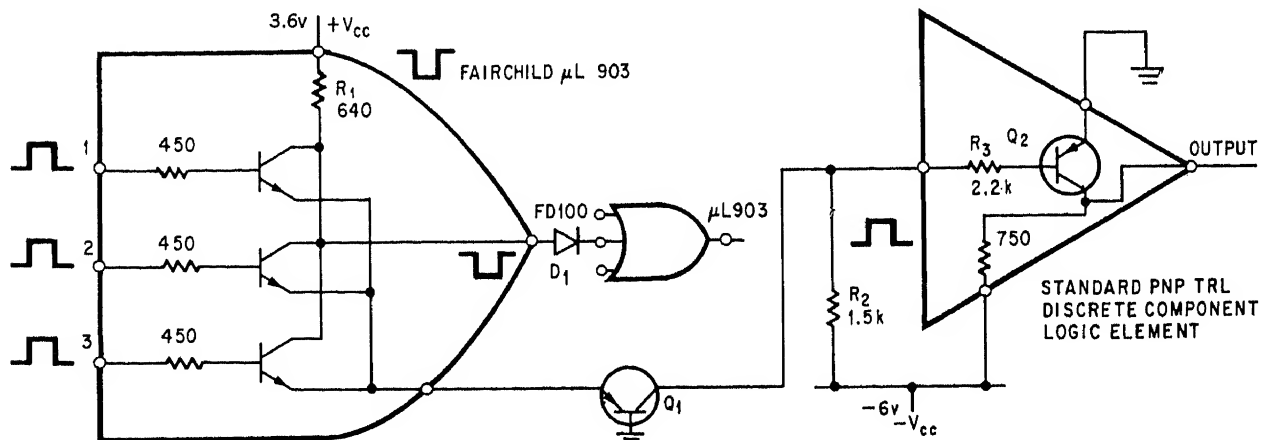 3.6v +Vcc
FAIRCHILD µL 903
R1
640
1
450
2
450
3
450
FD100
D1
µL903
Q1
R2
1.5k
R3
2.2k
Q2
750
OUTPUT
STANDARD PNP TRL
DISCRETE COMPONENT
LOGIC ELEMENT
-6v
-Vcc